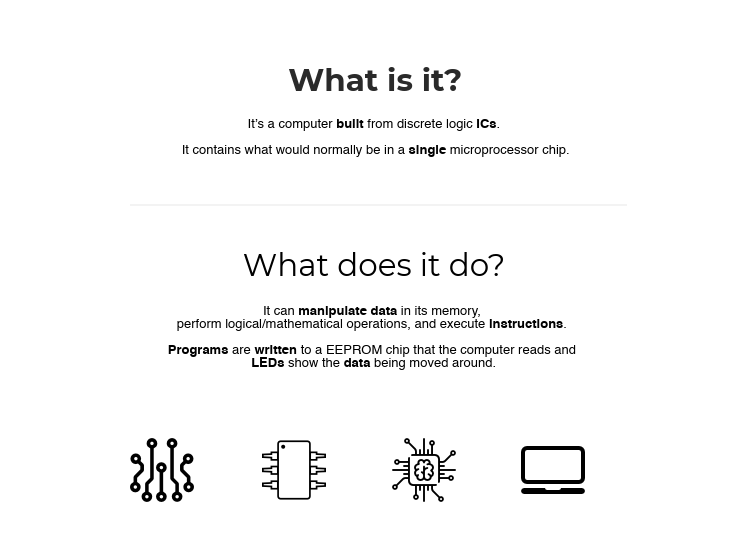 What is it?
It's a computer built from discrete logic ICs.
It contains what would normally be in a single microprocessor chip.
What does it do?
It can manipulate data in its memory,
perform logical/mathematical operations, and execute instructions.
Programs are written to a EEPROM chip that the computer reads and
LEDs show the data being moved around.